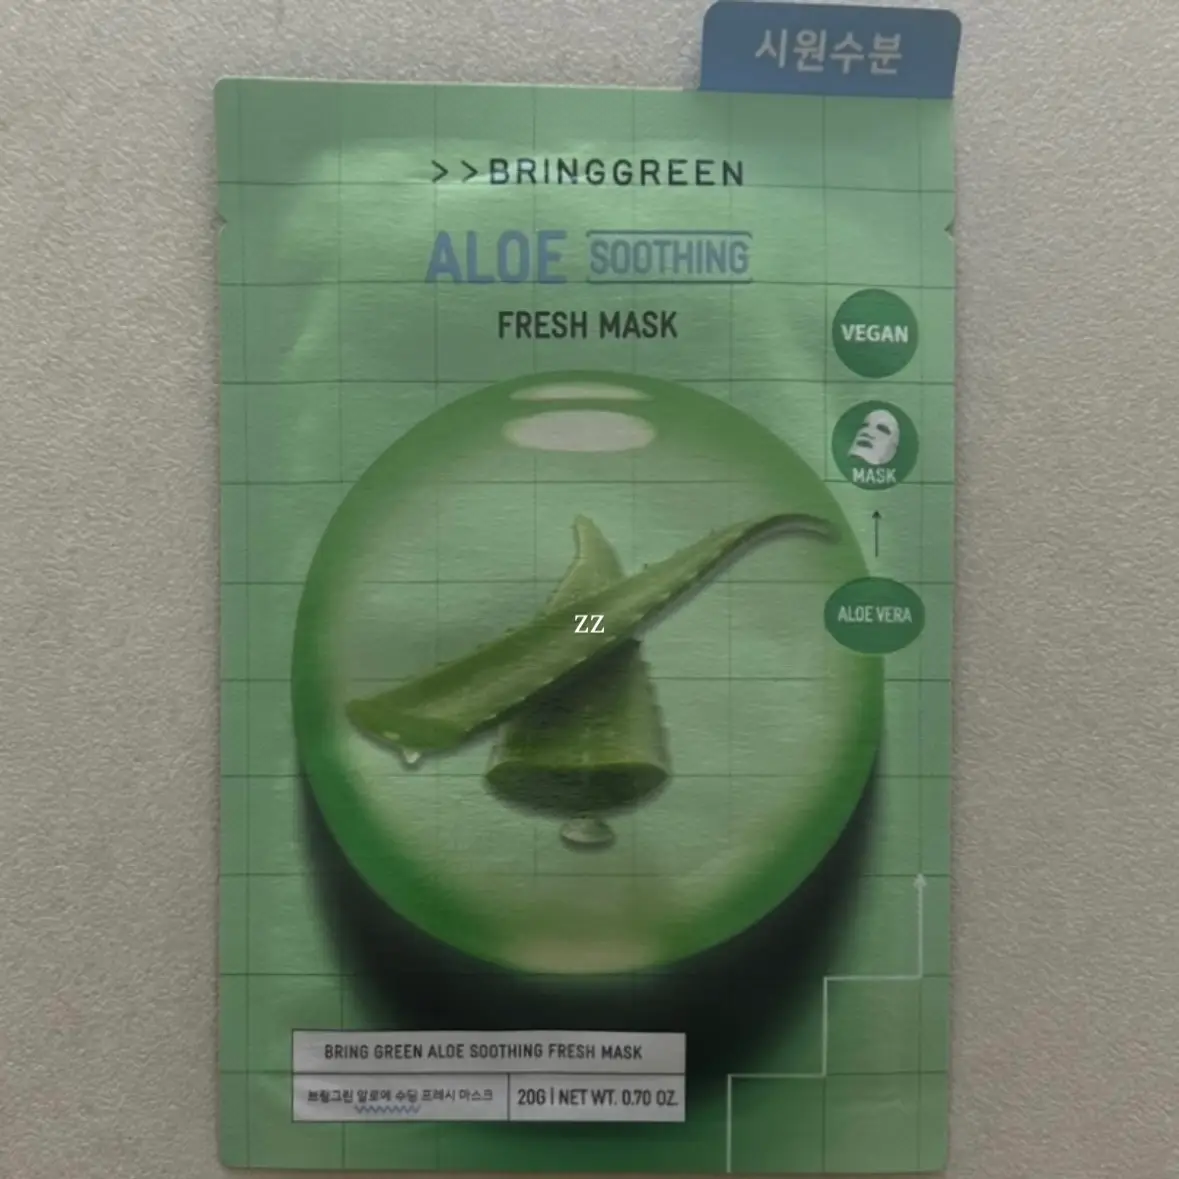 시원수분
>>BRINGGREEN
ALOE SOOTHING
FRESH MASK
VEGAN
MASK
ALOE VERA
ZZ
BRING GREEN ALOE SOOTHING FRESH MASK
브링그린 알로에 수딩 프레시 마스크
20G | NET WT. 0.70 OZ.